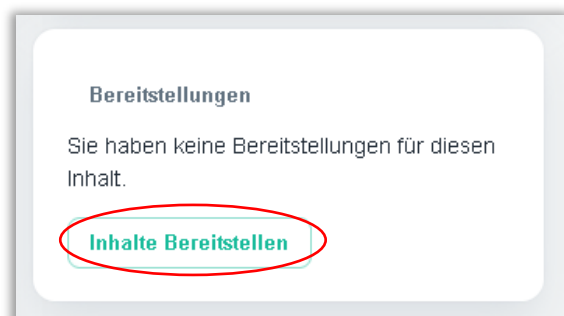 Bereitstellungen
Sie haben keine Bereitstellungen für diesen
Inhalt.
Inhalte Bereitstellen